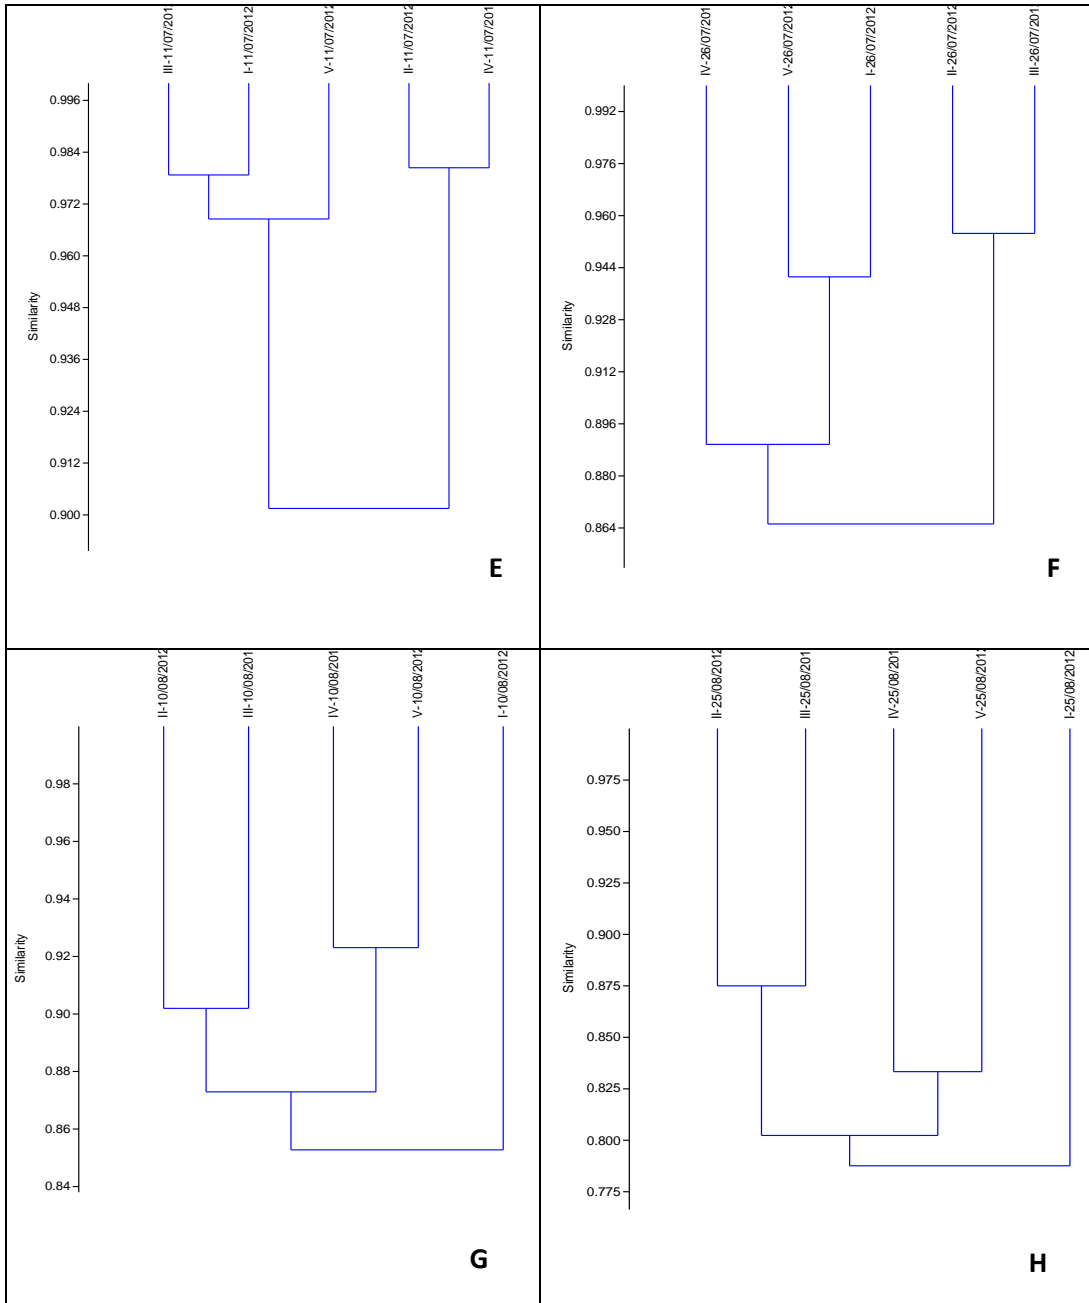 III-11/07/201
I-11/07/2012
V-11/07/2012
II-11/07/2012
IV-11/07/201
0.996
0.984
0.972
0.960
0.948
0.936
0.924
0.912
0.900
Similarity
E
IV-26/07/201
V-26/07/2012
I-26/07/2012
II-26/07/2012
III-26/07/201
0.992
0.976
0.960
0.944
0.928
0.912
0.896
0.880
0.864
Similarity
F
II-10/08/2012
III-10/08/201
IV-10/08/201
V-10/08/2012
I-10/08/2012
0.98
0.96
0.94
0.92
0.90
0.88
0.86
0.84
Similarity
G
II-25/08/2012
III-25/08/201
IV-25/08/201
V-25/08/2012
I-25/08/2012
0.975
0.950
0.925
0.900
0.875
0.850
0.825
0.800
0.775
Similarity
H